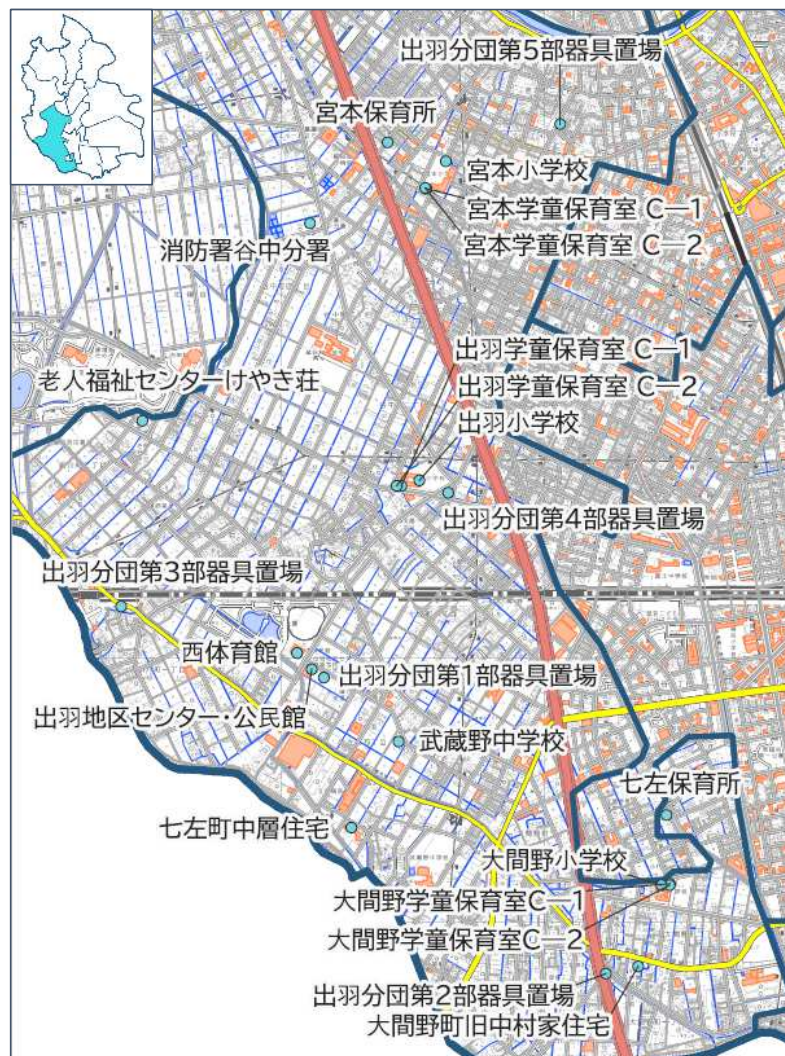 出羽分団第5部器具置場
宮本保育所
宮本小学校
宮本学童保育室 C―1
宮本学童保育室 C―2
消防署谷中分署
出羽学童保育室 C―1
老人福祉センターけやき荘
出羽学童保育室 C―2
出羽小学校
出羽分団第4部器具置場
出羽分団第3部器具置場
西体育館
出羽分団第1部器具置場
出羽地区センター・公民館
武蔵野中学校
七左保育所
七左町中層住宅
大間野小学校
大間野学童保育室C―1
大間野学童保育室C―2
出羽分団第2部器具置場
大間野町旧中村家住宅